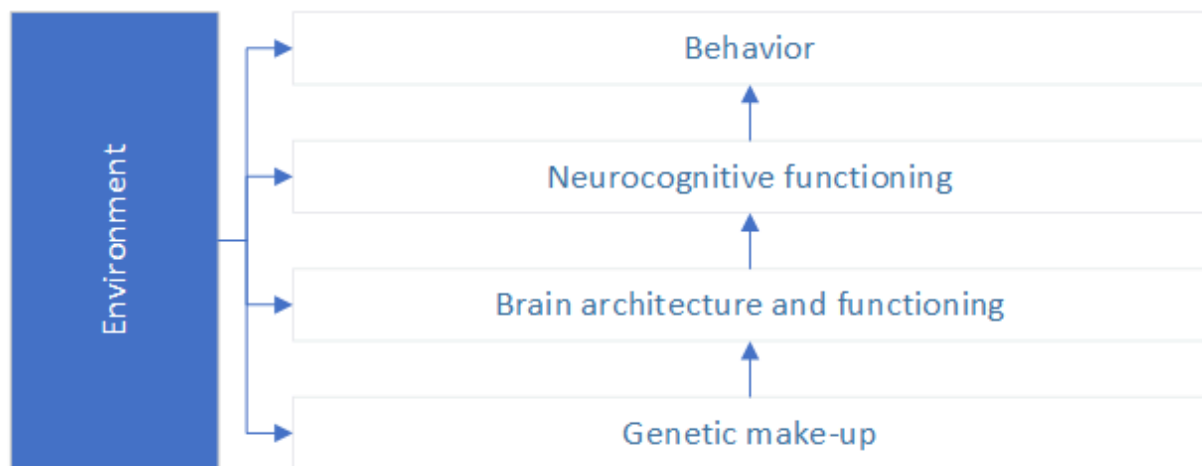 Environment
Behavior
Neurocognitive functioning
Brain architecture and functioning
Genetic make-up